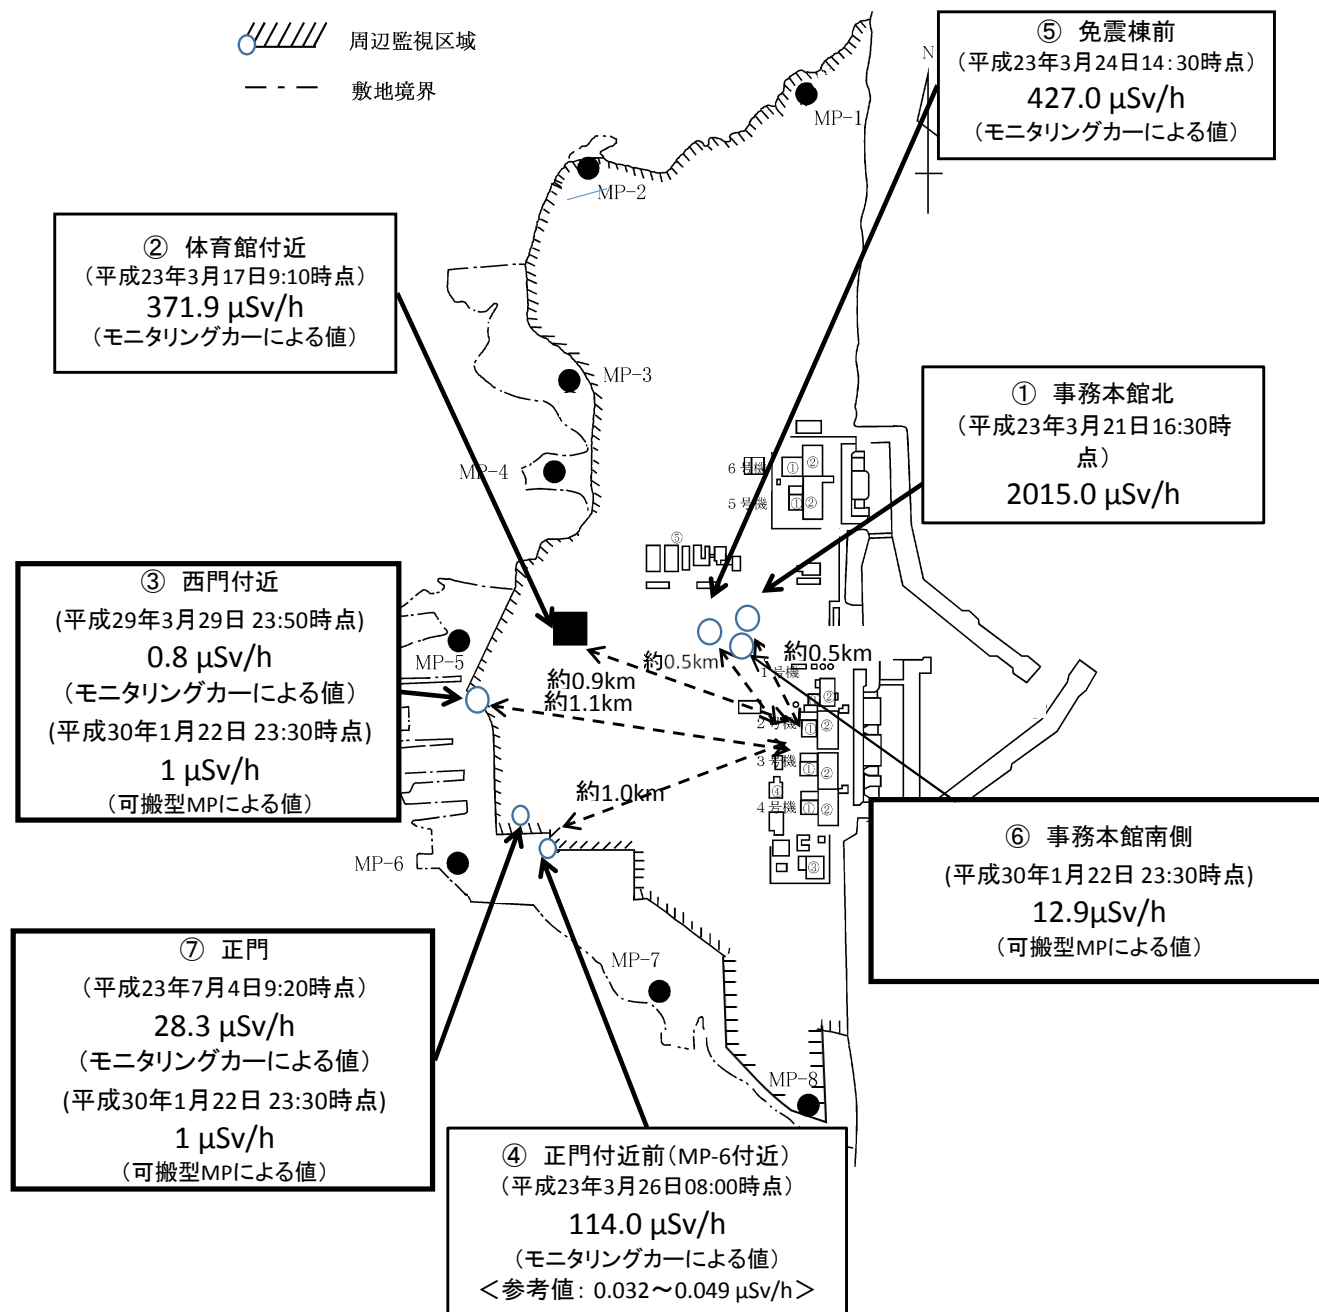 周辺監視区域
敷地境界
N
⑤ 免震棟前
（平成23年3月24日14:30時点）
427.0 μSv/h
（モニタリングカーによる値）
MP-1
MP-2
② 体育館付近
（平成23年3月17日9:10時点）
371.9 μSv/h
（モニタリングカーによる値）
MP-3
MP-4
① 事務本館北
（平成23年3月21日16:30時
点）
2015.0 μSv/h
6号機
①
②
5号機
①
②
⑤
③ 西門付近
(平成29年3月29日 23:50時点)
0.8 μSv/h
（モニタリングカーによる値）
(平成30年1月22日 23:30時点)
1 μSv/h
（可搬型MPによる値）
MP-5
約0.5km
約0.5km
約0.9km
約1.1km
約1.0km
1号機
②
2号機
①
②
3号機
①
②
④
4号機
①
②
③
MP-6
⑥ 事務本館南側
(平成30年1月22日 23:30時点)
12.9μSv/h
（可搬型MPによる値）
⑦ 正門
（平成23年7月4日9:20時点）
28.3 μSv/h
（モニタリングカーによる値）
(平成30年1月22日 23:30時点)
1 μSv/h
（可搬型MPによる値）
MP-7
MP-8
④ 正門付近前（MP-6付近）
（平成23年3月26日08:00時点）
114.0 μSv/h
（モニタリングカーによる値）
＜参考値： 0.032～0.049 μSv/h＞